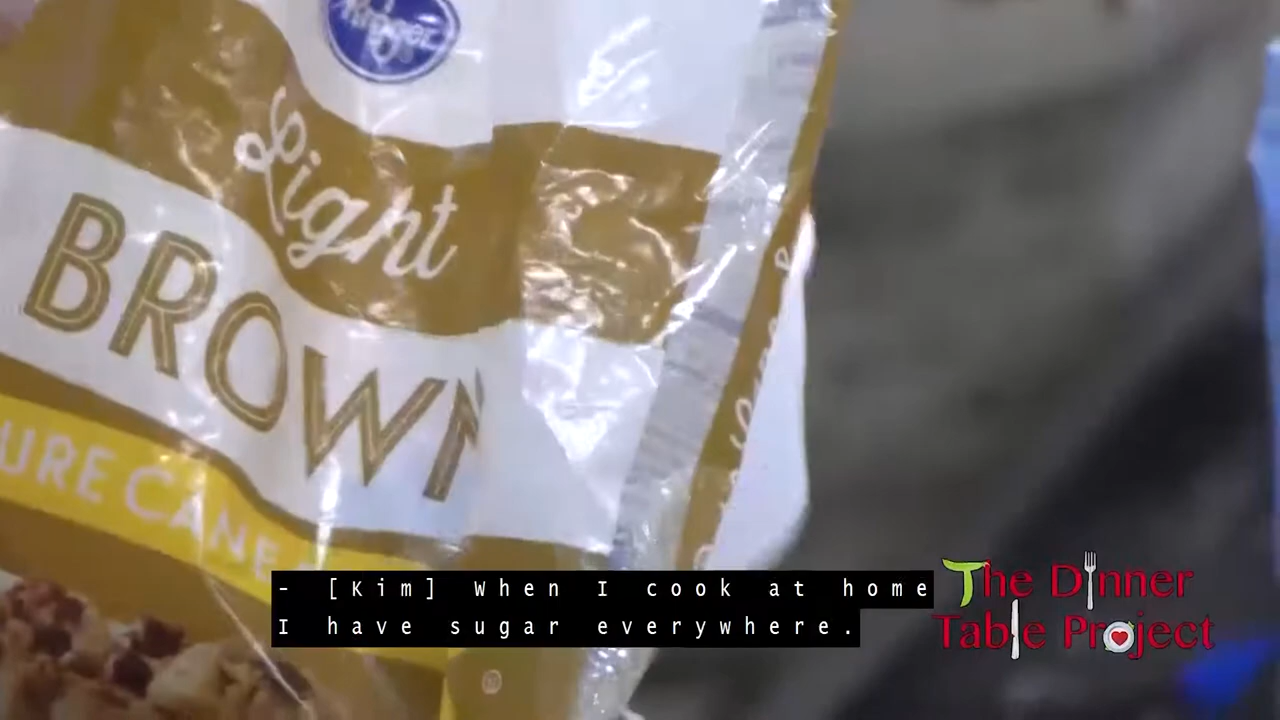 Kroger
Light
BROWN
URE CANE
- [Kim] When I cook at home
I have sugar everywhere.
The Dinner
Table Project